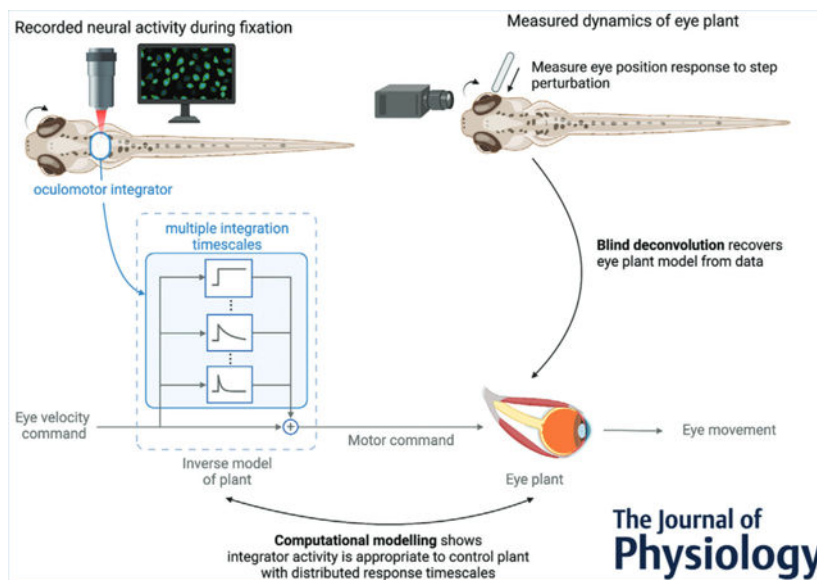 Recorded neural activity during fixation
Measured dynamics of eye plant
Measure eye position response to step
perturbation
oculomotor integrator
multiple integration
timescales
Blind deconvolution recovers
eye plant model from data
Eye velocity
command
+
Motor command
Eye movement
Inverse model
of plant
Eye plant
Computational modelling shows
integrator activity is appropriate to control plant
with distributed response timescales
The Journal of
Physiology